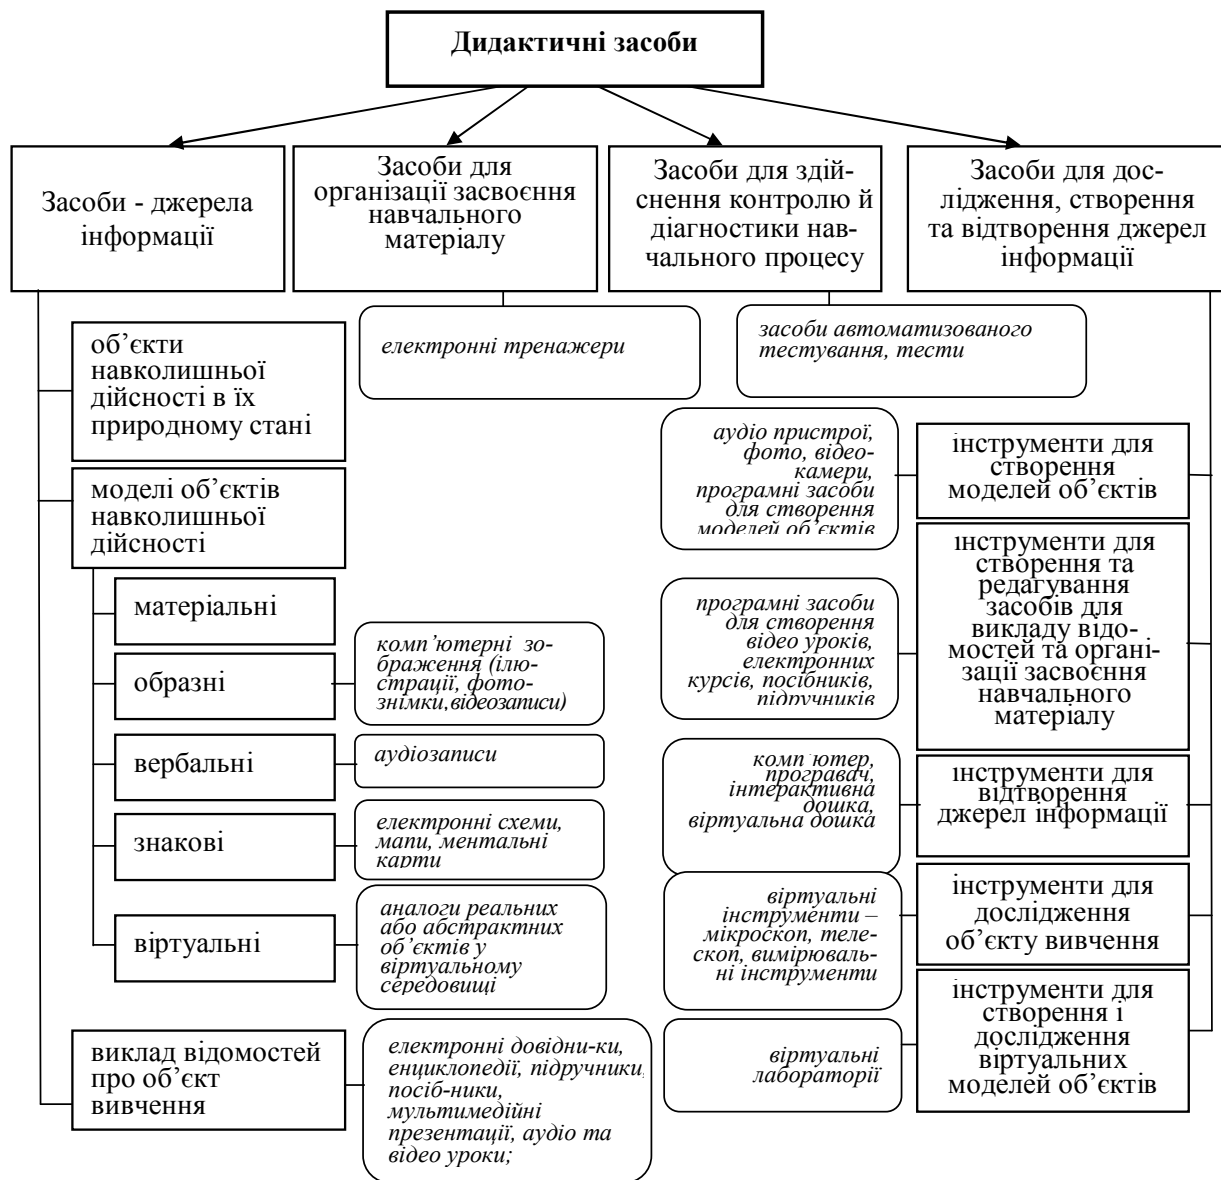 Дидактичні засоби
Засоби - джерела
інформації
Засоби для
організації засвоєння
навчального
матеріалу
Засоби для здій-
снення контролю й
діагностики нав-
чального процесу
Засоби для дос-
лідження, створення
та відтворення джерел
інформації
об’єкти
навколишньої
дійсності в їх
природному стані
моделі об’єктів
навколишньої
дійсності
матеріальні
образні
вербальні
знакові
віртуальні
виклад відомостей
про об’єкт
вивчення
електронні тренажери
комп’ютерні зо-
браження (ілю-
страції, фото-
знімки,відеозаписи)
аудіозаписи
електронні схеми,
мапи, ментальні
карти
аналоги реальних
або абстрактних
об’єктів у
віртуальному
середовищі
електронні довідни-ки,
енциклопедії, підручники,
посіб-ники,
мультимедійні
презентації, аудіо та
відео уроки;
засоби автоматизованого
тестування, тести
аудіо пристрої,
фото, відео-
камери,
програмні засоби
для створення
моделей об’єктів
програмні засоби
для створення
відео уроків,
електронних
курсів, посібників,
підручників
комп’ютер,
програвач,
інтерактивна
дошка,
віртуальна дошка
віртуальні
інструменти –
мікроскоп, теле-
скоп, вимірюваль-
ні інструменти
віртуальні
лабораторії
інструменти для
створення
моделей об’єктів
інструменти для
створення та
редагування
засобів для
викладу відо-
мостей та органі-
зації засвоєння
навчального
матеріалу
інструменти для
відтворення
джерел інформації
інструменти для
дослідження
об’єкту вивчення
інструменти для
створення і
дослідження
віртуальних
моделей об’єктів